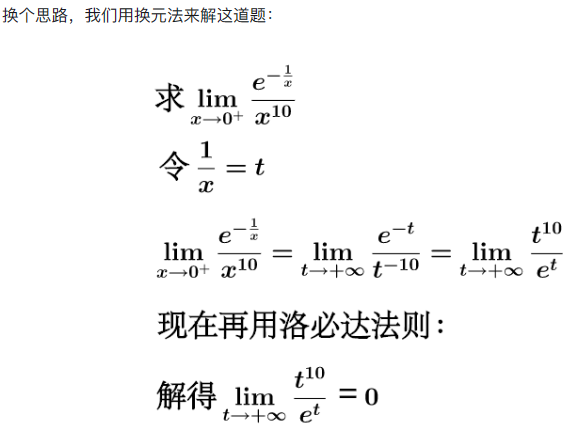 换个思路，我们用换元法来解这道题：
求 lim_{x→0⁺} e^{-1/x} / x^{10}
令 1/x = t
lim_{x→0⁺} e^{-1/x} / x^{10} = lim_{t→+∞} e^{-t} / t^{-10} = lim_{t→+∞} t^{10} / e^{t}
现在再用洛必达法则：
解得 lim_{t→+∞} t^{10} / e^{t} = 0